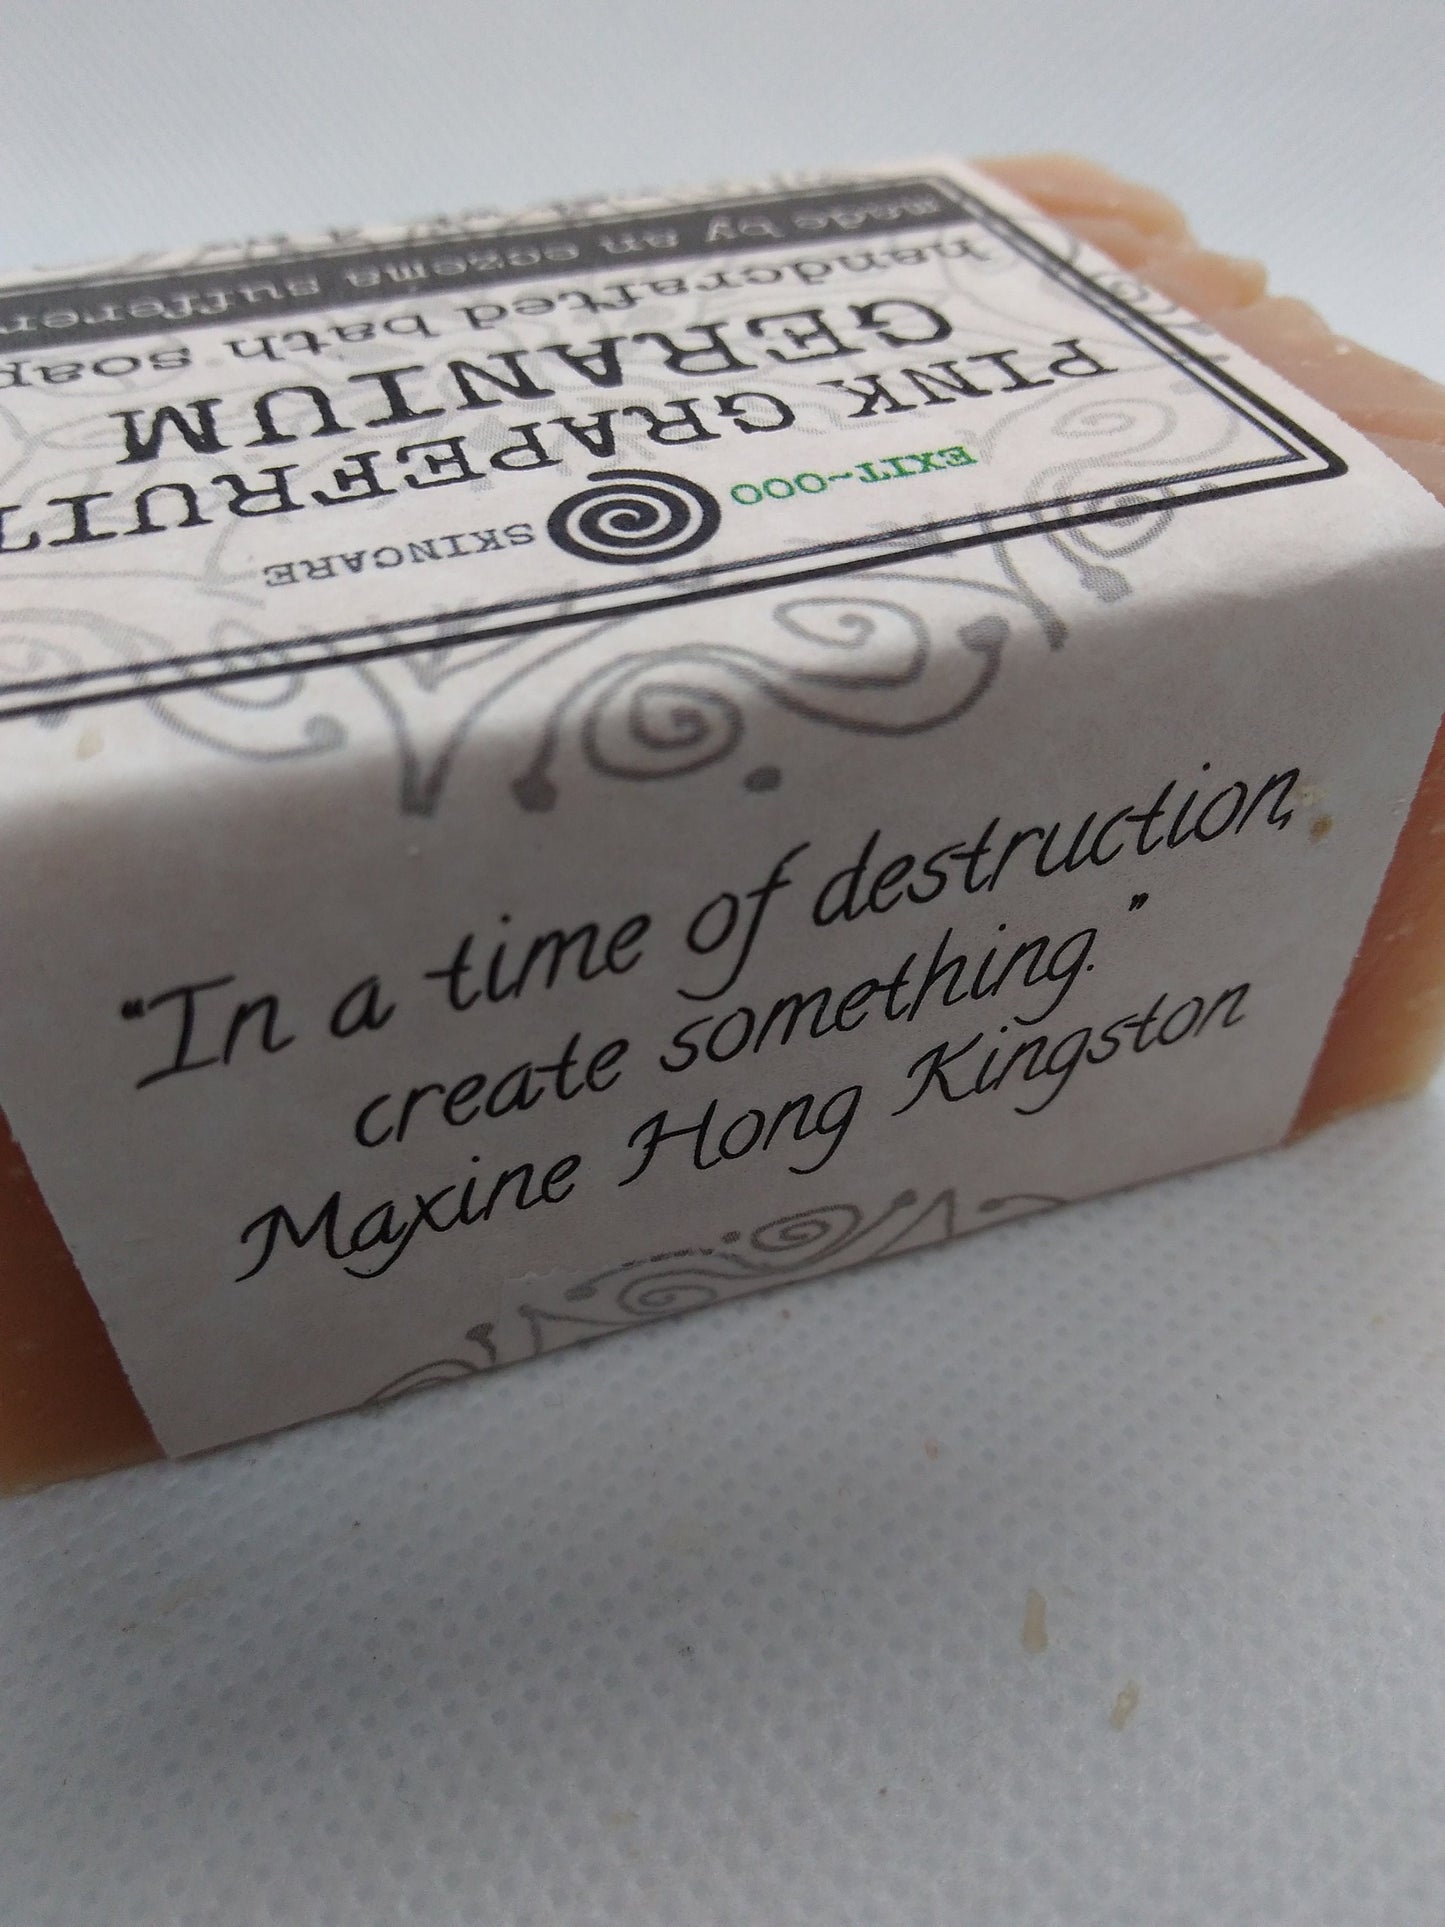 EXIT-OOO SKINCARE
PINK GRAPEFRUIT
GERANIUM
handcrafted bath soap
made by an eczema sufferer
"In a time of destruction,
create something."
Maxine Hong Kingston